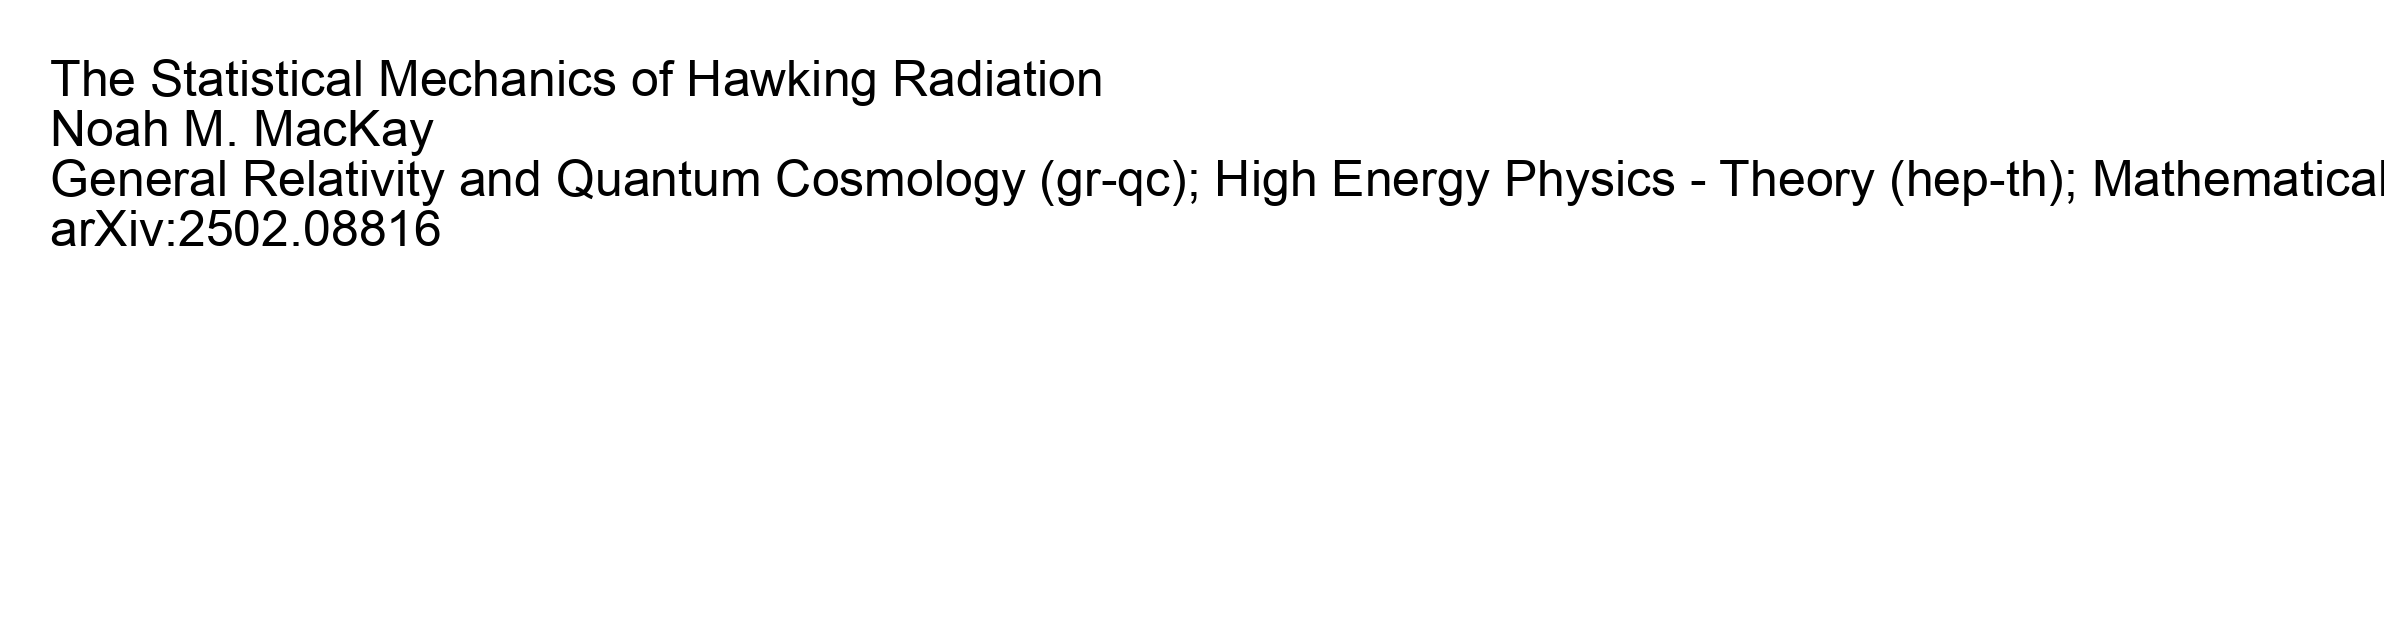 The Statistical Mechanics of Hawking Radiation
Noah M. MacKay
General Relativity and Quantum Cosmology (gr-qc); High Energy Physics - Theory (hep-th); Mathematical
arXiv:2502.08816